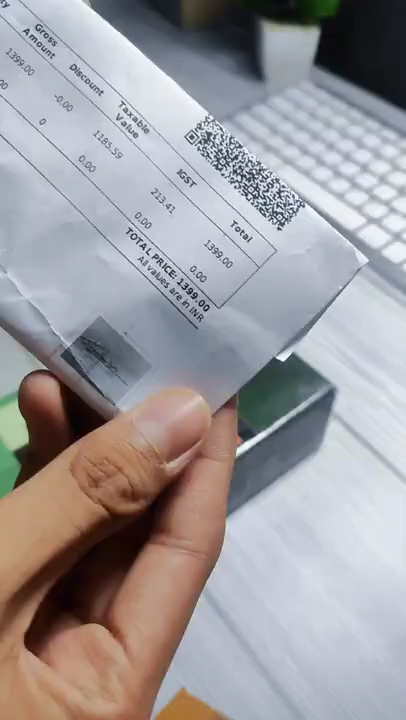 ty Gross Amount Discount Taxable Value IGST Total
1399.00 -0.00 1185.59 213.41 1399.00
0 0.00 0.00 0.00
TOTAL PRICE: 1399.00
All values are in INR